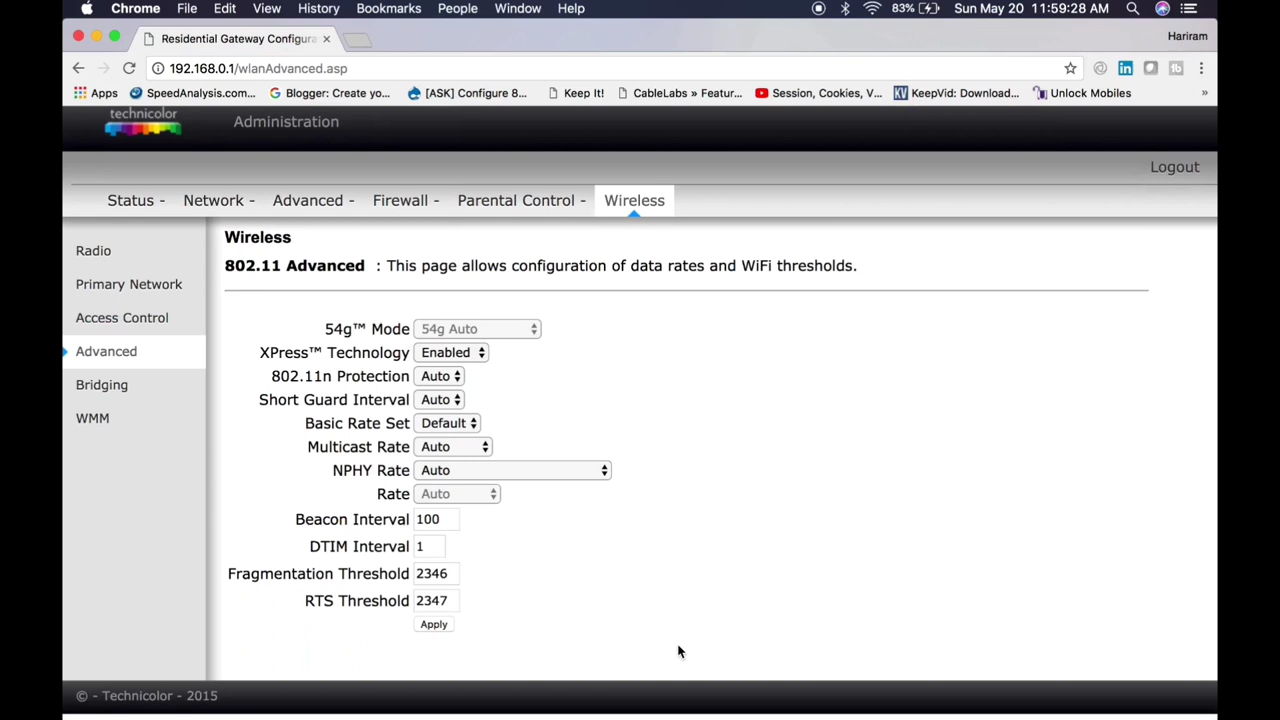 Chrome File Edit View History Bookmarks People Window Help 83% Sun May 20 11:59:28 AM
Residential Gateway Configura × Hariram
192.168.0.1/wlanAdvanced.asp
Apps SpeedAnalysis.com... Blogger: Create yo... [ASK] Configure 8... Keep It! CableLabs » Featur... Session, Cookies, V... KeepVid: Download... Unlock Mobiles »
technicolor Administration
Logout
Status - Network - Advanced - Firewall - Parental Control - Wireless
Radio
Primary Network
Access Control
Advanced
Bridging
WMM
Wireless
802.11 Advanced : This page allows configuration of data rates and WiFi thresholds.
54g™ Mode 54g Auto
XPress™ Technology Enabled
802.11n Protection Auto
Short Guard Interval Auto
Basic Rate Set Default
Multicast Rate Auto
NPHY Rate Auto
Rate Auto
Beacon Interval 100
DTIM Interval 1
Fragmentation Threshold 2346
RTS Threshold 2347
Apply
© - Technicolor - 2015